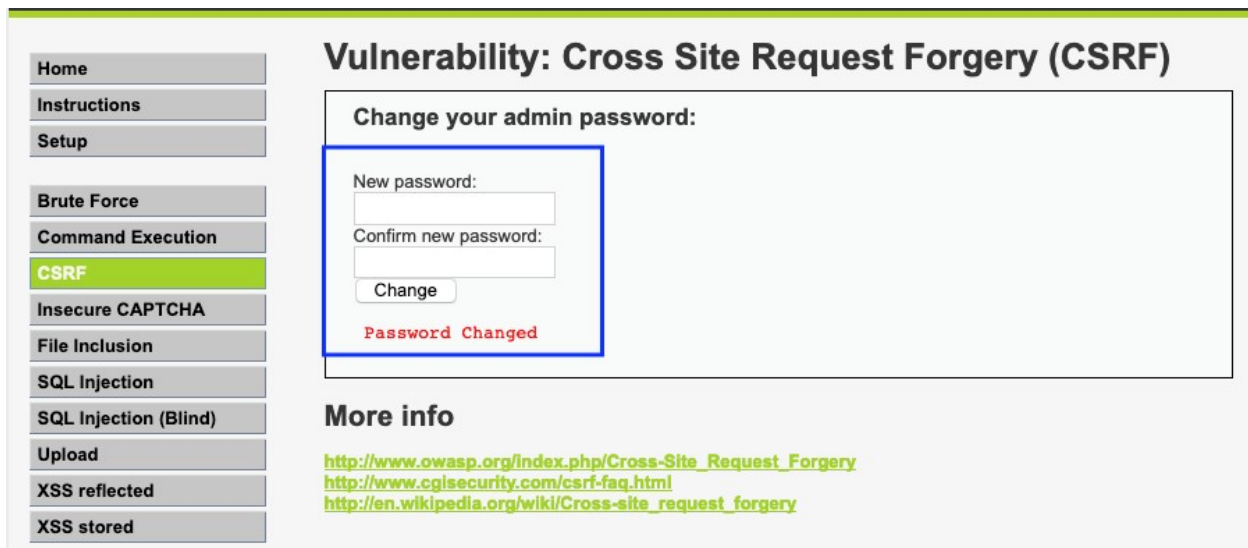 Home
Instructions
Setup
Brute Force
Command Execution
CSRF
Insecure CAPTCHA
File Inclusion
SQL Injection
SQL Injection (Blind)
Upload
XSS reflected
XSS stored
Vulnerability: Cross Site Request Forgery (CSRF)
Change your admin password:
New password:
Confirm new password:
Change
Password Changed
More info
http://www.owasp.org/index.php/Cross-Site_Request_Forgery
http://www.cgisecurity.com/csrf-faq.html
http://en.wikipedia.org/wiki/Cross-site_request_forgery